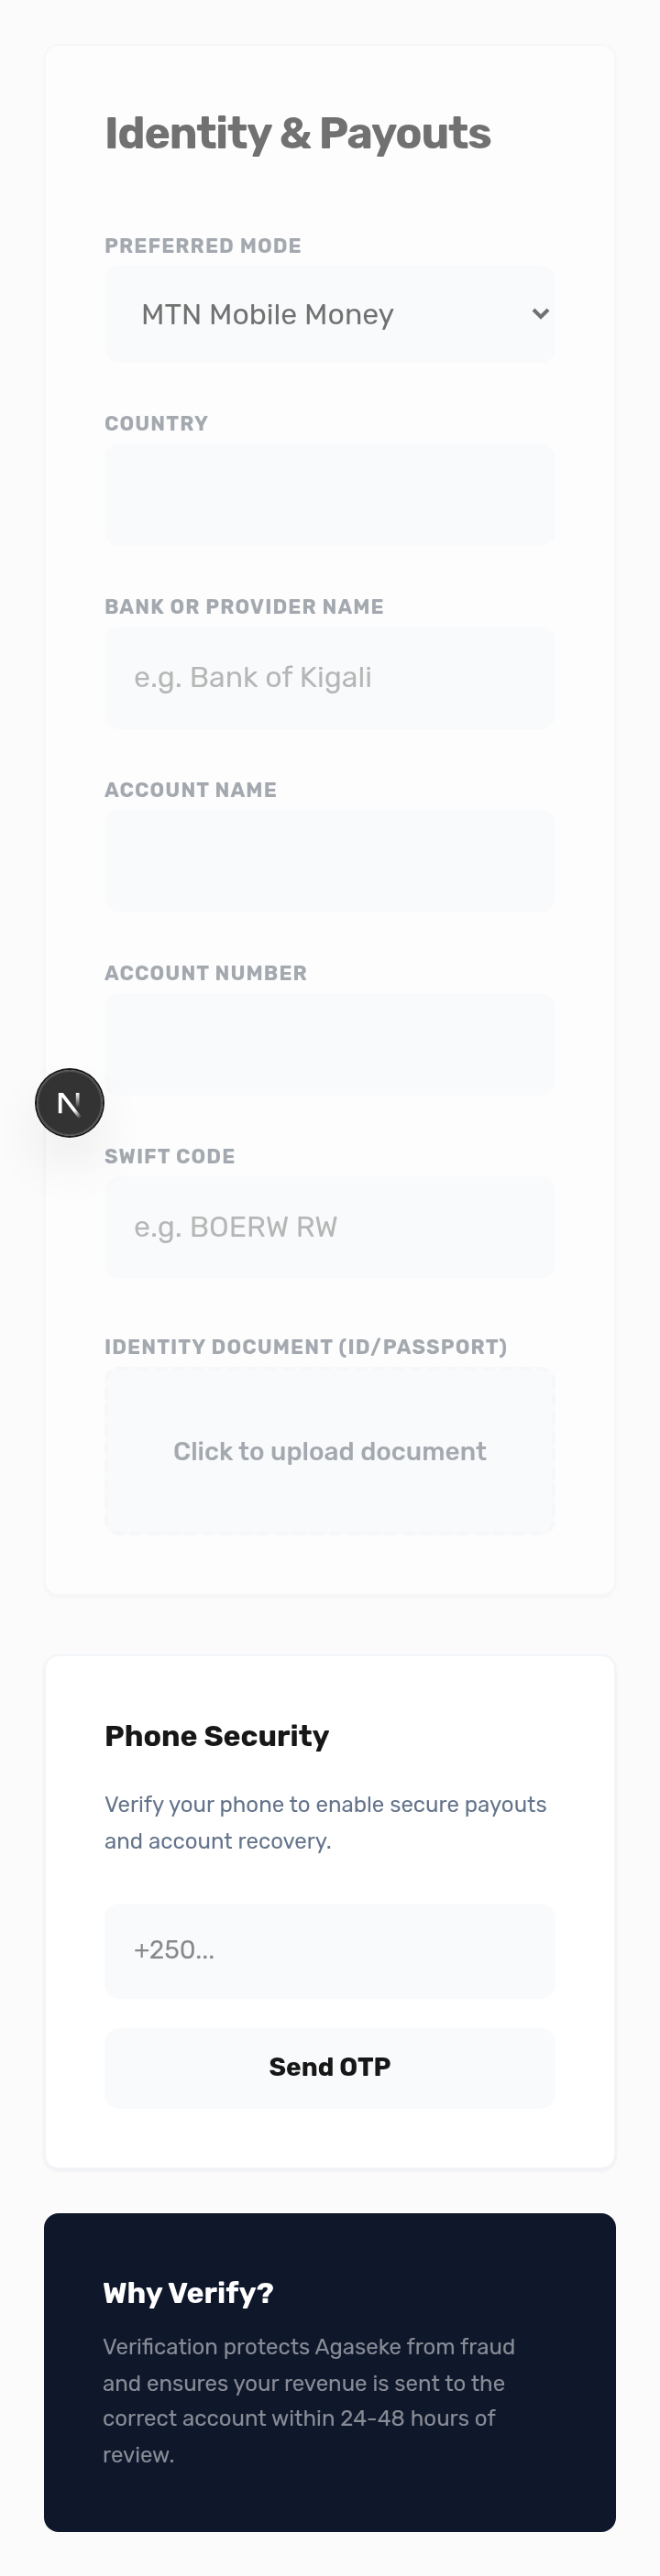 Identity & Payouts
PREFERRED MODE
MTN Mobile Money
COUNTRY
BANK OR PROVIDER NAME
e.g. Bank of Kigali
ACCOUNT NAME
ACCOUNT NUMBER
N
SWIFT CODE
e.g. BOERW RW
IDENTITY DOCUMENT (ID/PASSPORT)
Click to upload document
Phone Security
Verify your phone to enable secure payouts
and account recovery.
+250...
Send OTP
Why Verify?
Verification protects Agaseke from fraud
and ensures your revenue is sent to the
correct account within 24-48 hours of
review.